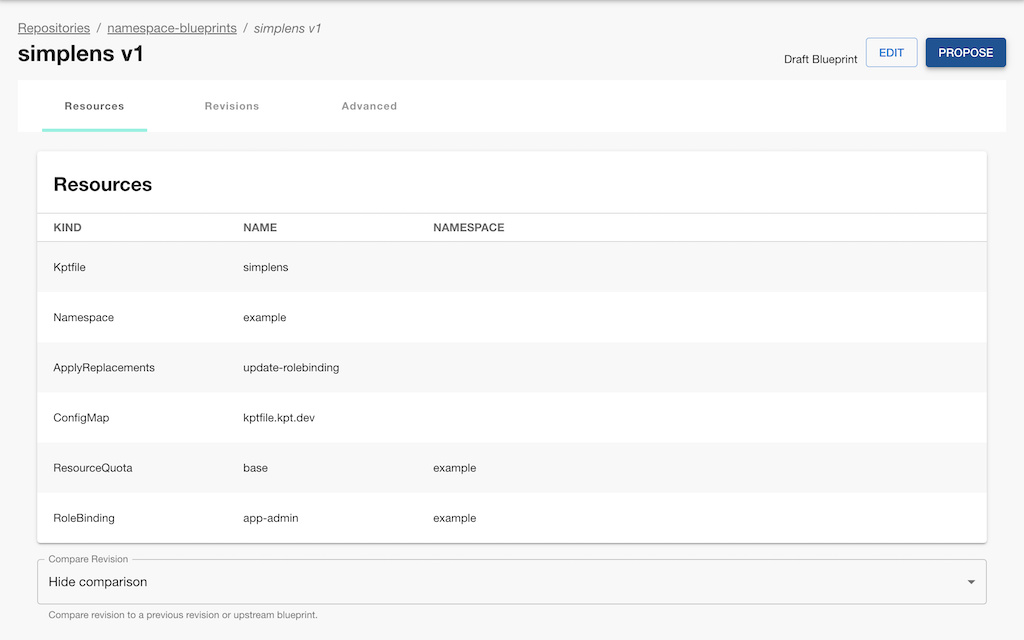 Repositories / namespace-blueprints / simplens v1
simplens v1
Draft Blueprint EDIT PROPOSE
Resources Revisions Advanced
Resources
KIND NAME NAMESPACE
Kptfile simplens
Namespace example
ApplyReplacements update-rolebinding
ConfigMap kptfile.kpt.dev
ResourceQuota base example
RoleBinding app-admin example
Compare Revision
Hide comparison
Compare revision to a previous revision or upstream blueprint.